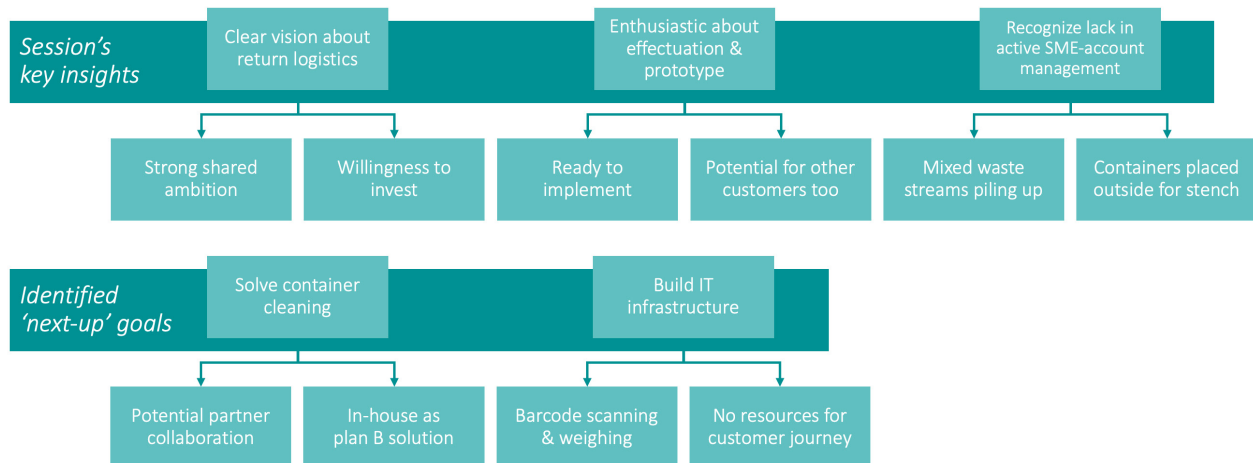 Session's
key insights
Clear vision about
return logistics
Enthusiastic about
effectuation &
prototype
Recognize lack in
active SME-account
management
Strong shared
ambition
Willingness to
invest
Ready to
implement
Potential for other
customers too
Mixed waste
streams piling up
Containers placed
outside for stench
Identified
‘next-up’ goals
Solve container
cleaning
Build IT
infrastructure
Potential partner
collaboration
In-house as
plan B solution
Barcode scanning
& weighing
No resources for
customer journey